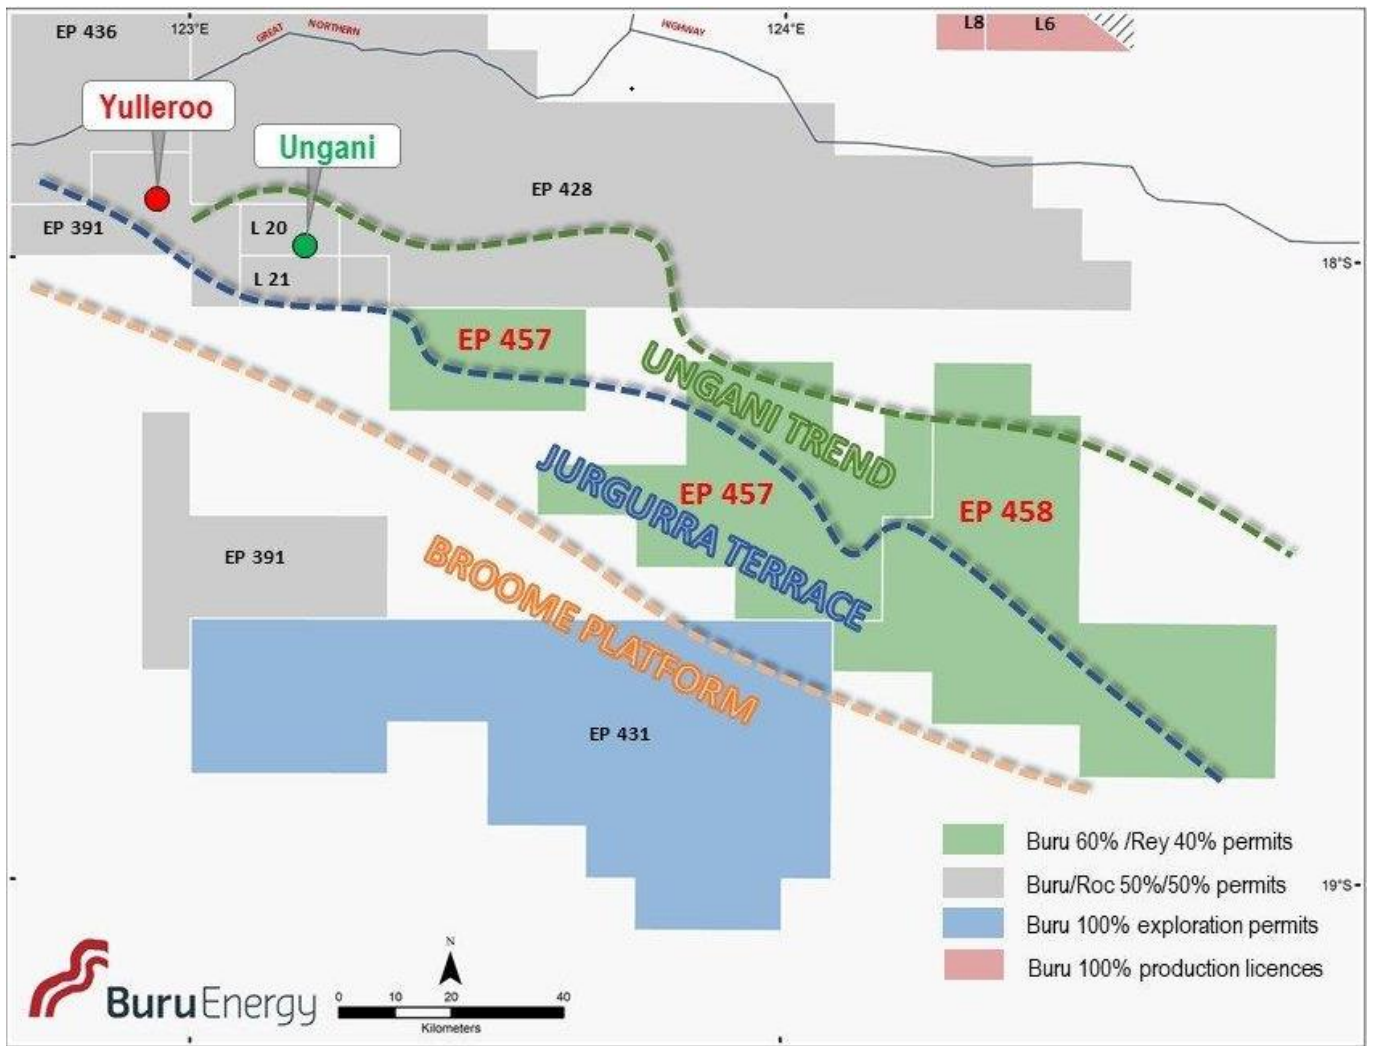 EP 436
123°E
GREAT NORTHERN HIGHWAY
124°E
L8
L6
Yulleroo
Ungani
EP 428
EP 391
L 20
L 21
18°S
EP 457
UNGANI TREND
JURGURRA TERRACE
EP 457
EP 458
BROOME PLATFORM
EP 391
EP 431
Buru 60% /Rey 40% permits
Buru/Roc 50%/50% permits
19°S
Buru 100% exploration permits
Buru 100% production licences
BuruEnergy
N
0 10 20 40
Kilometers